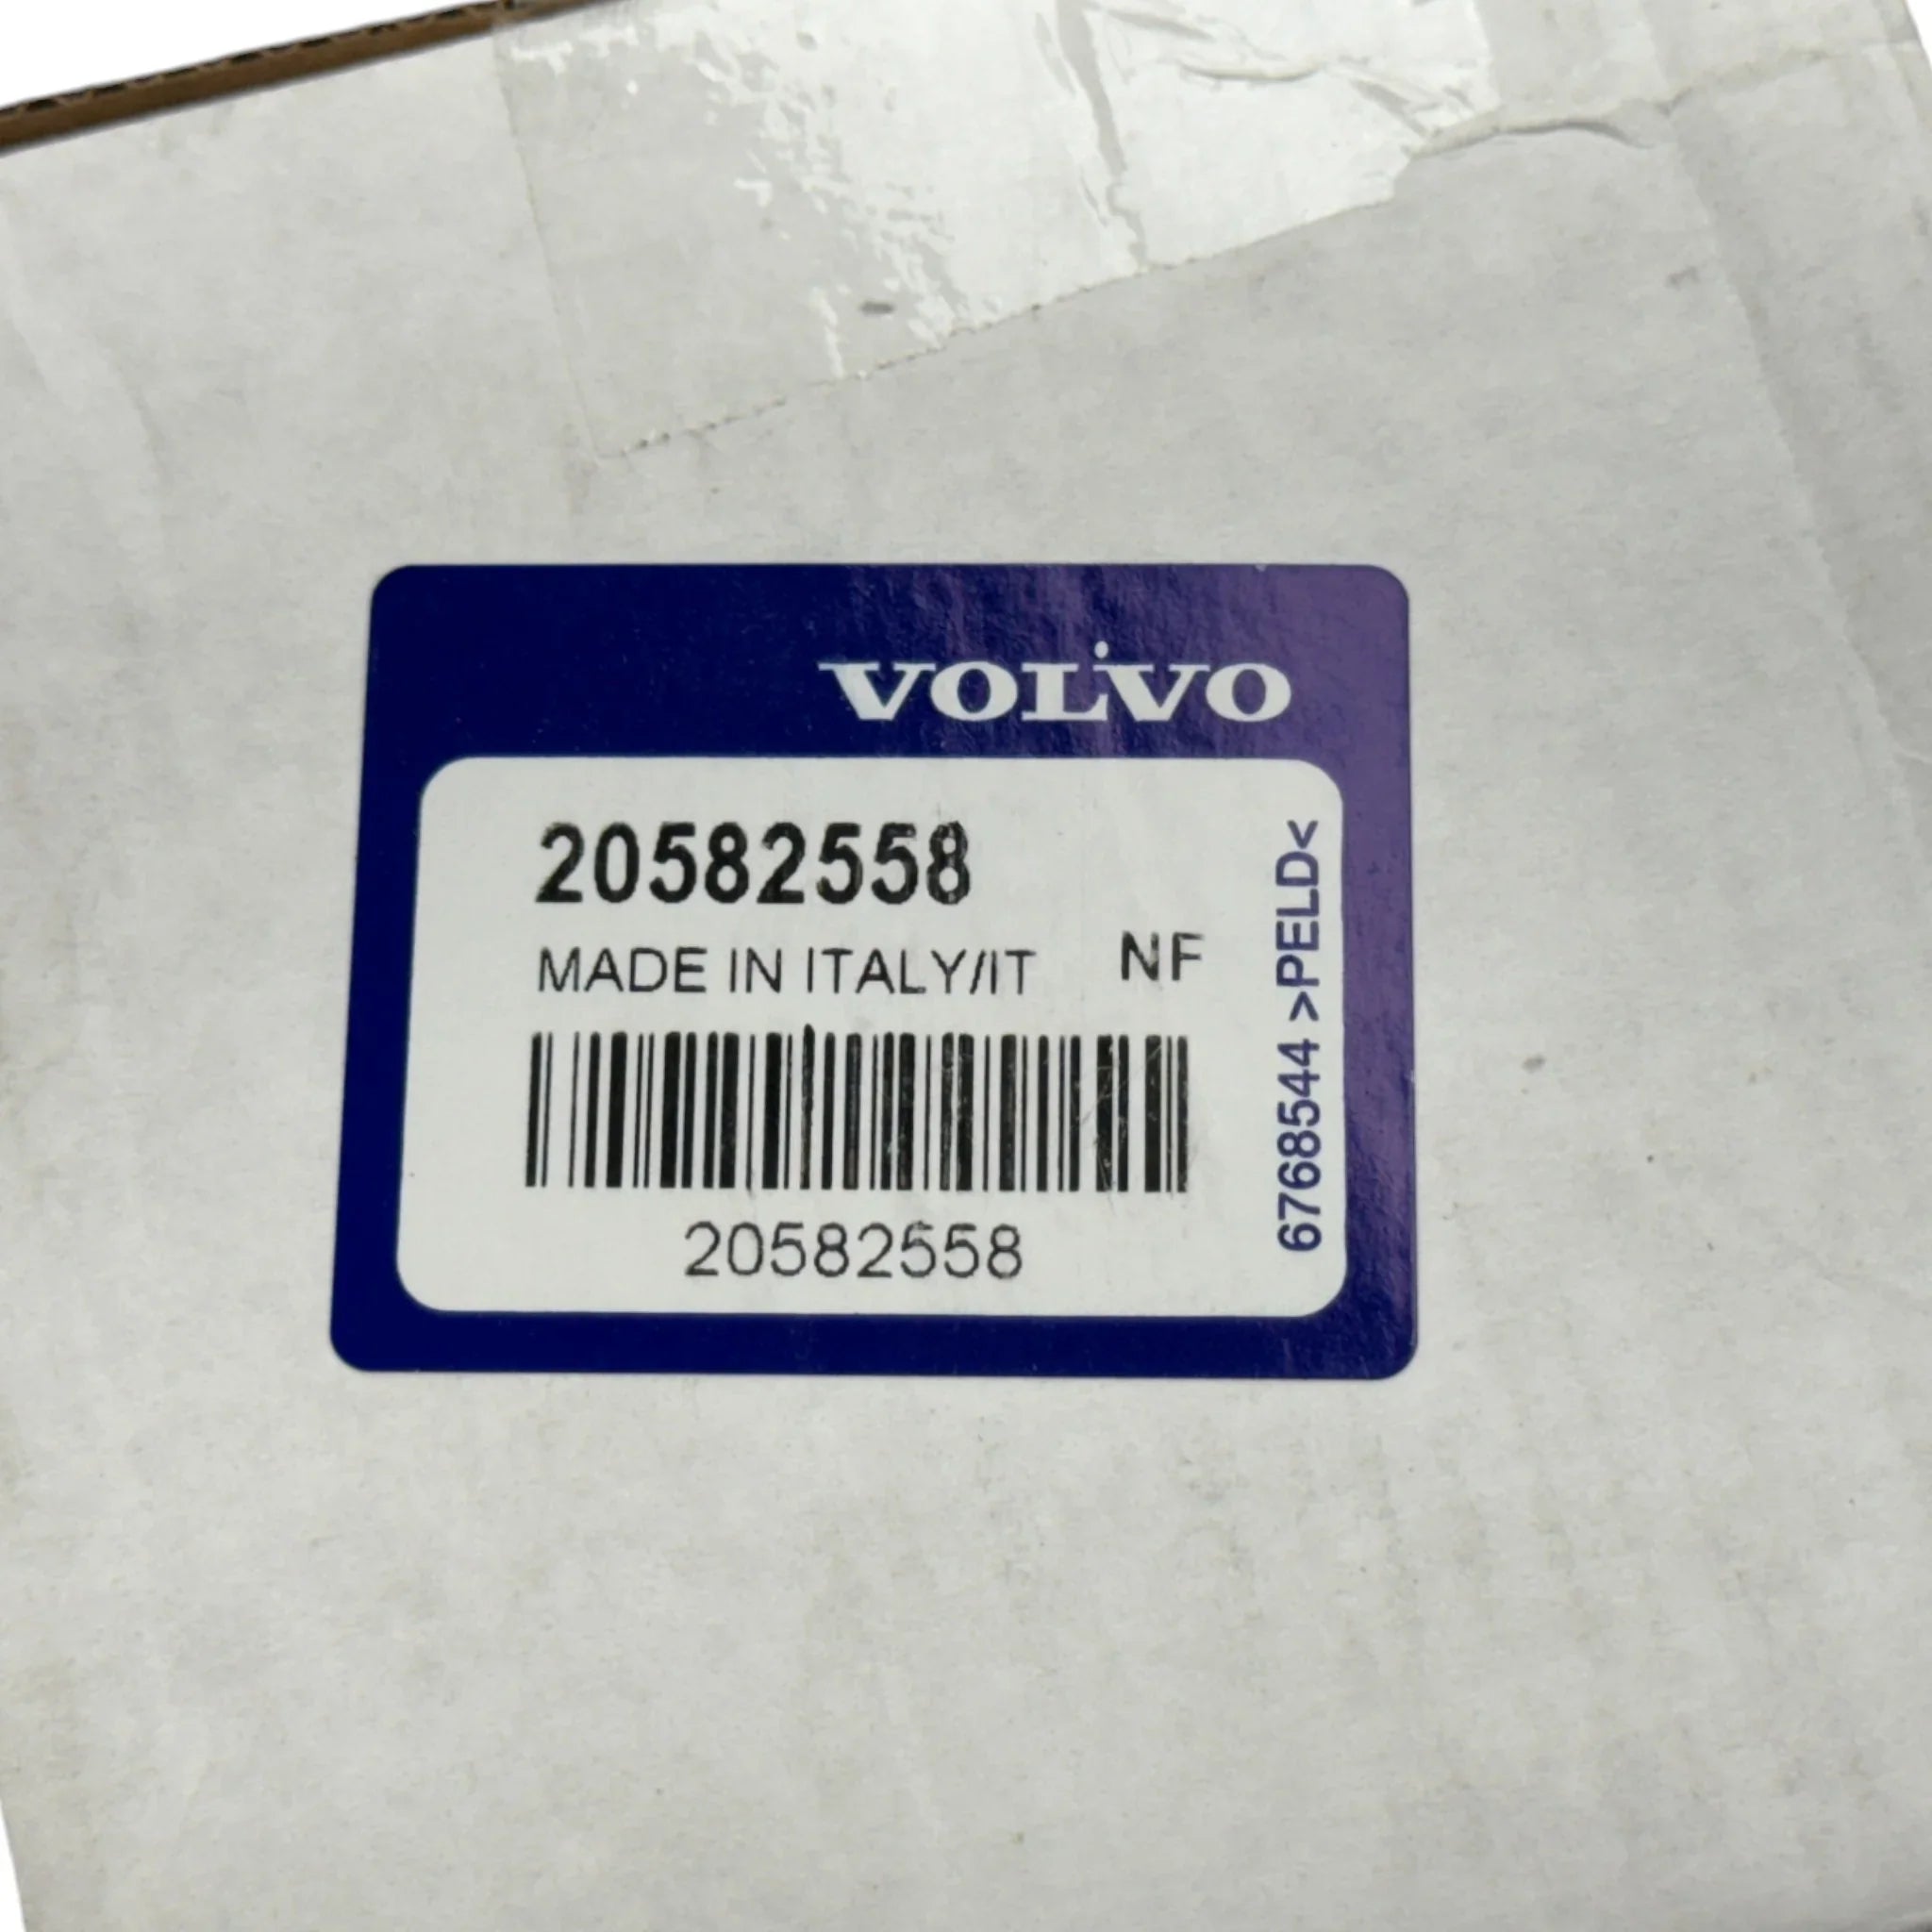 VOLVO
20582558
MADE IN ITALY/IT NF
20582558
6768544 >PELD<